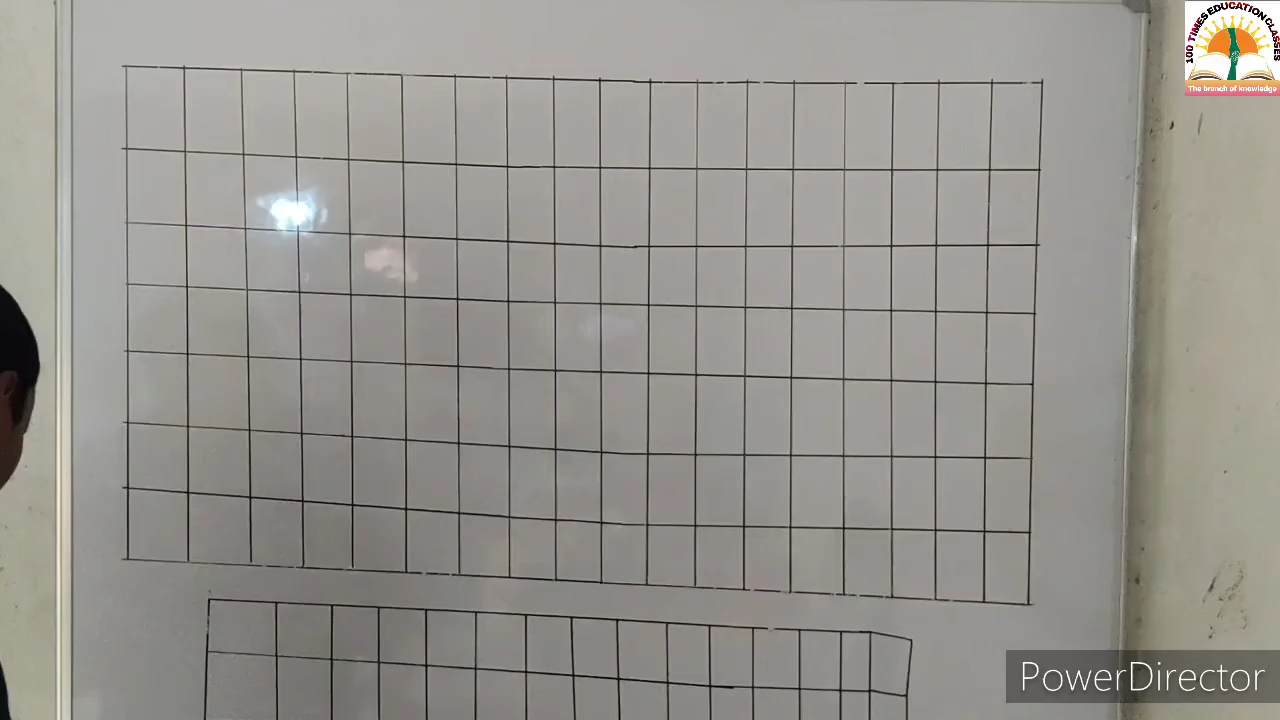 100 TIMES EDUCATION CLASSES
The branch of knowledge
PowerDirector